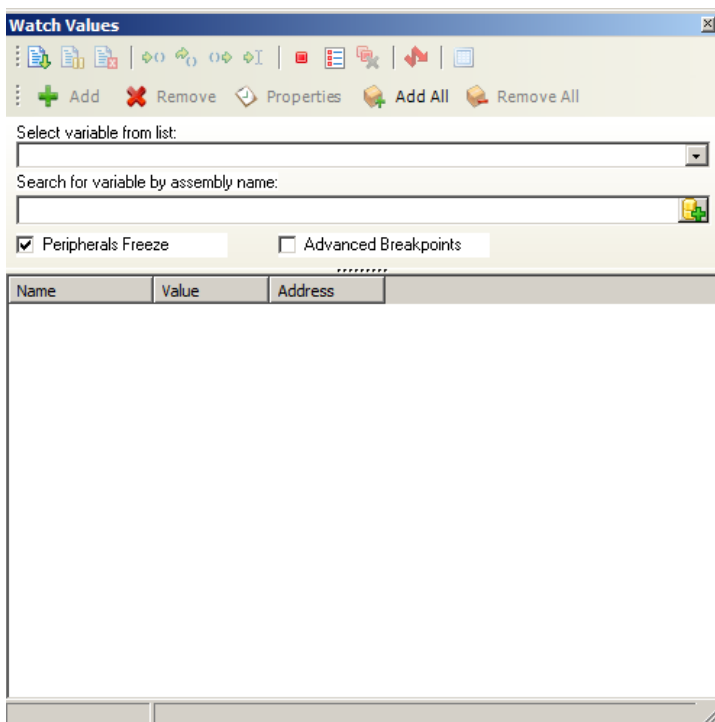 Watch Values
Add Remove Properties Add All Remove All
Select variable from list:
Search for variable by assembly name:
Peripherals Freeze Advanced Breakpoints
Name Value Address